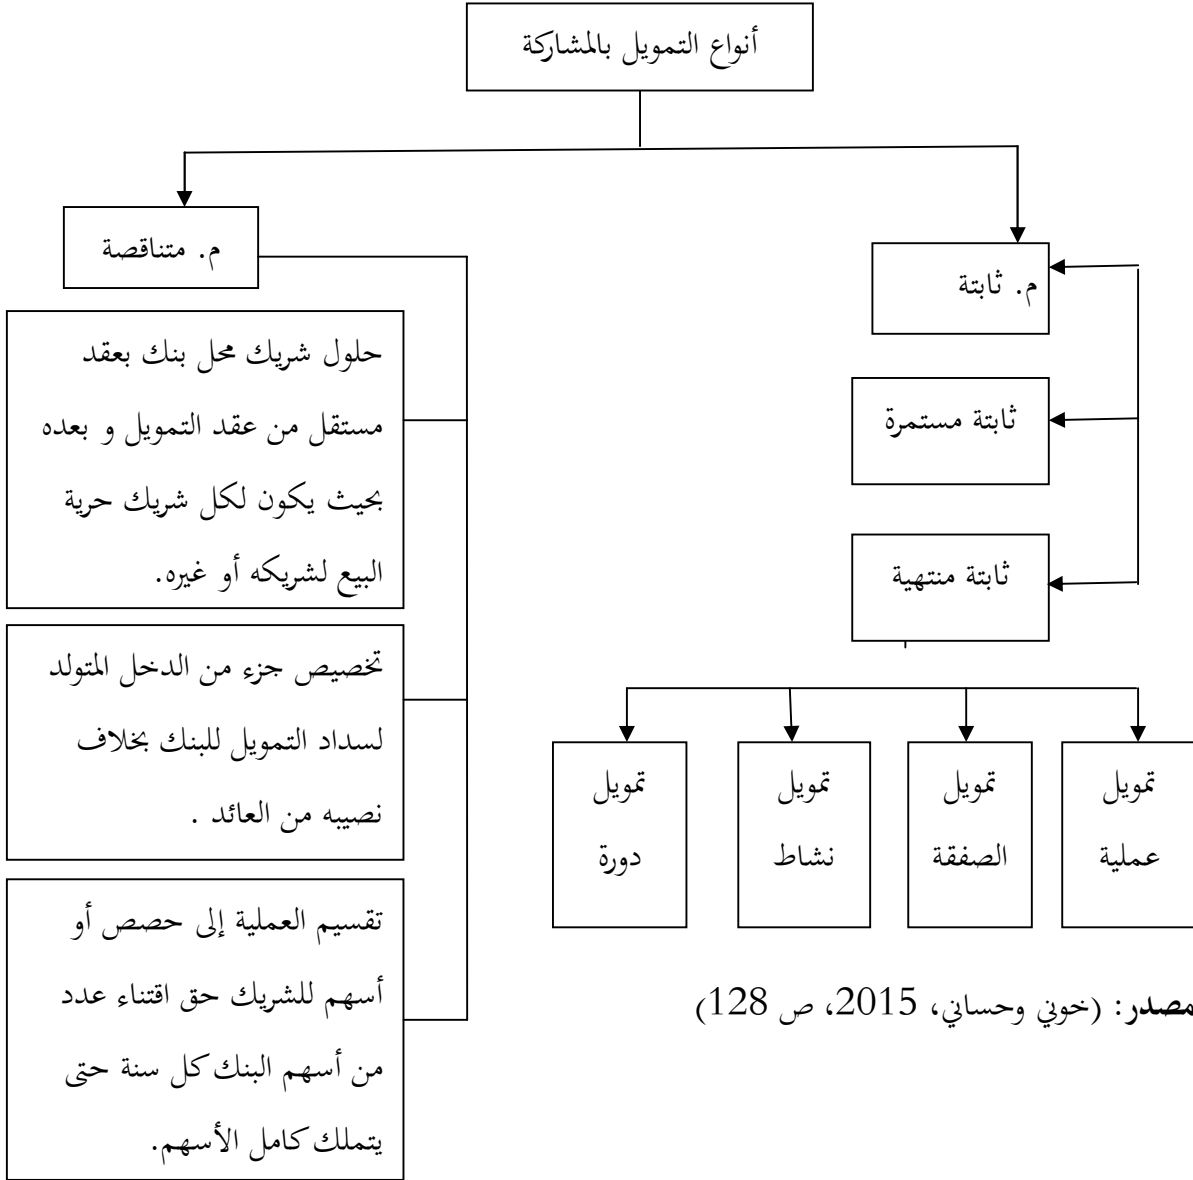 أنواع التمويل بالمشاركة
م. ثابتة
ثابتة مستمرة
ثابتة منتهية
تمويل
عملية
تمويل
الصفقة
تمويل
نشاط
تمويل
دورة
م. متناقصة
حلول شريك محل بنك بعقد
مستقل من عقد التمويل و بعده
بحيث يكون لكل شريك حرية
البيع لشريكه أو غيره.
تخصيص جزء من الدخل المتولد
لسداد التمويل للبنك بخلاف
نصيبه من العائد .
تقسيم العملية إلى حصص أو
أسهم للشريك حق اقتناء عدد
من أسهم البنك كل سنة حتى
يتملك كامل الأسهم.
مصدر: (خوني وحساني، 2015، ص 128)